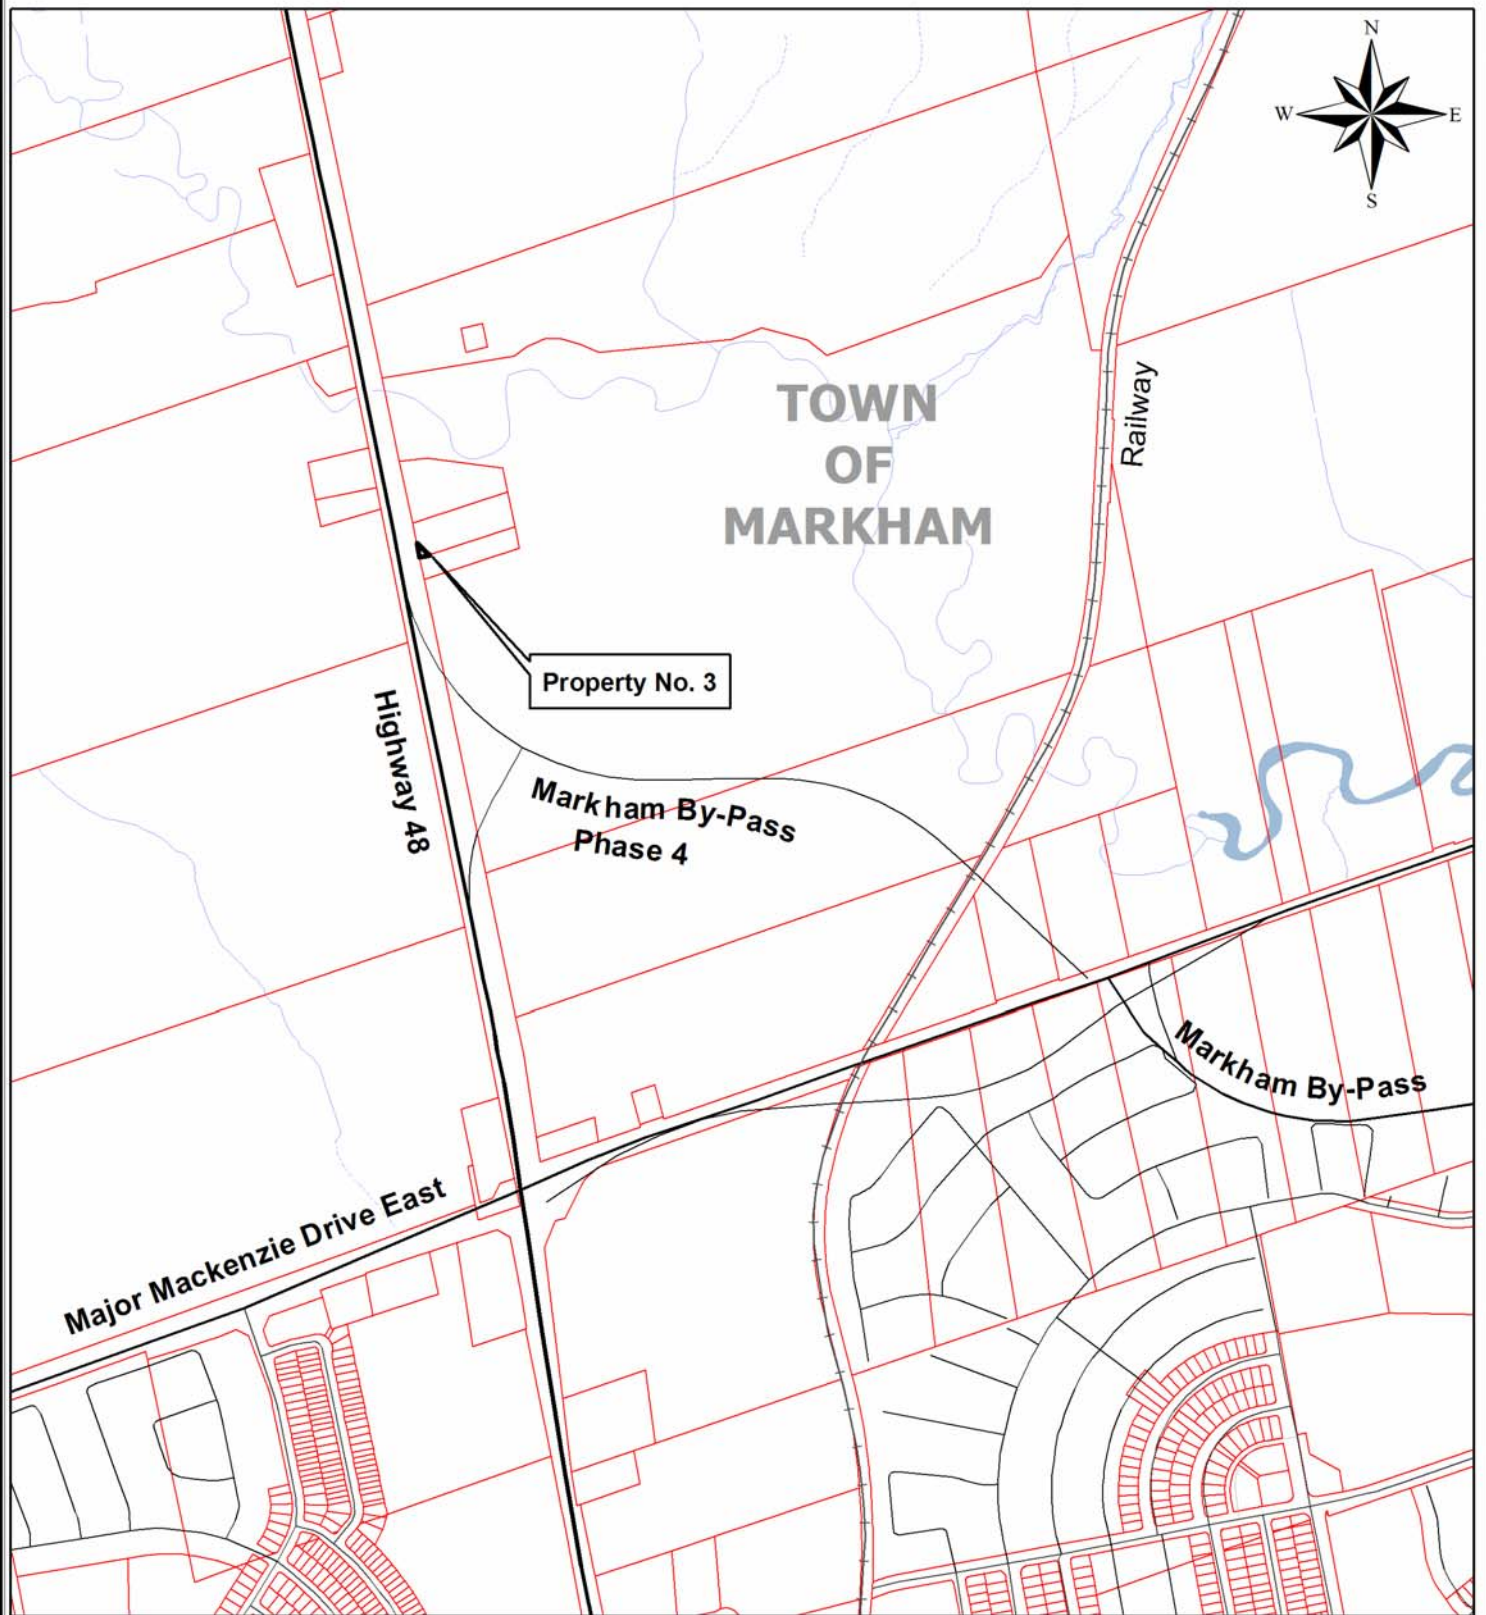 N
W
E
S
TOWN
OF
MARKHAM
Railway
Property No. 3
Highway 48
Markham By-Pass
Phase 4
Markham By-Pass
Major Mackenzie Drive East